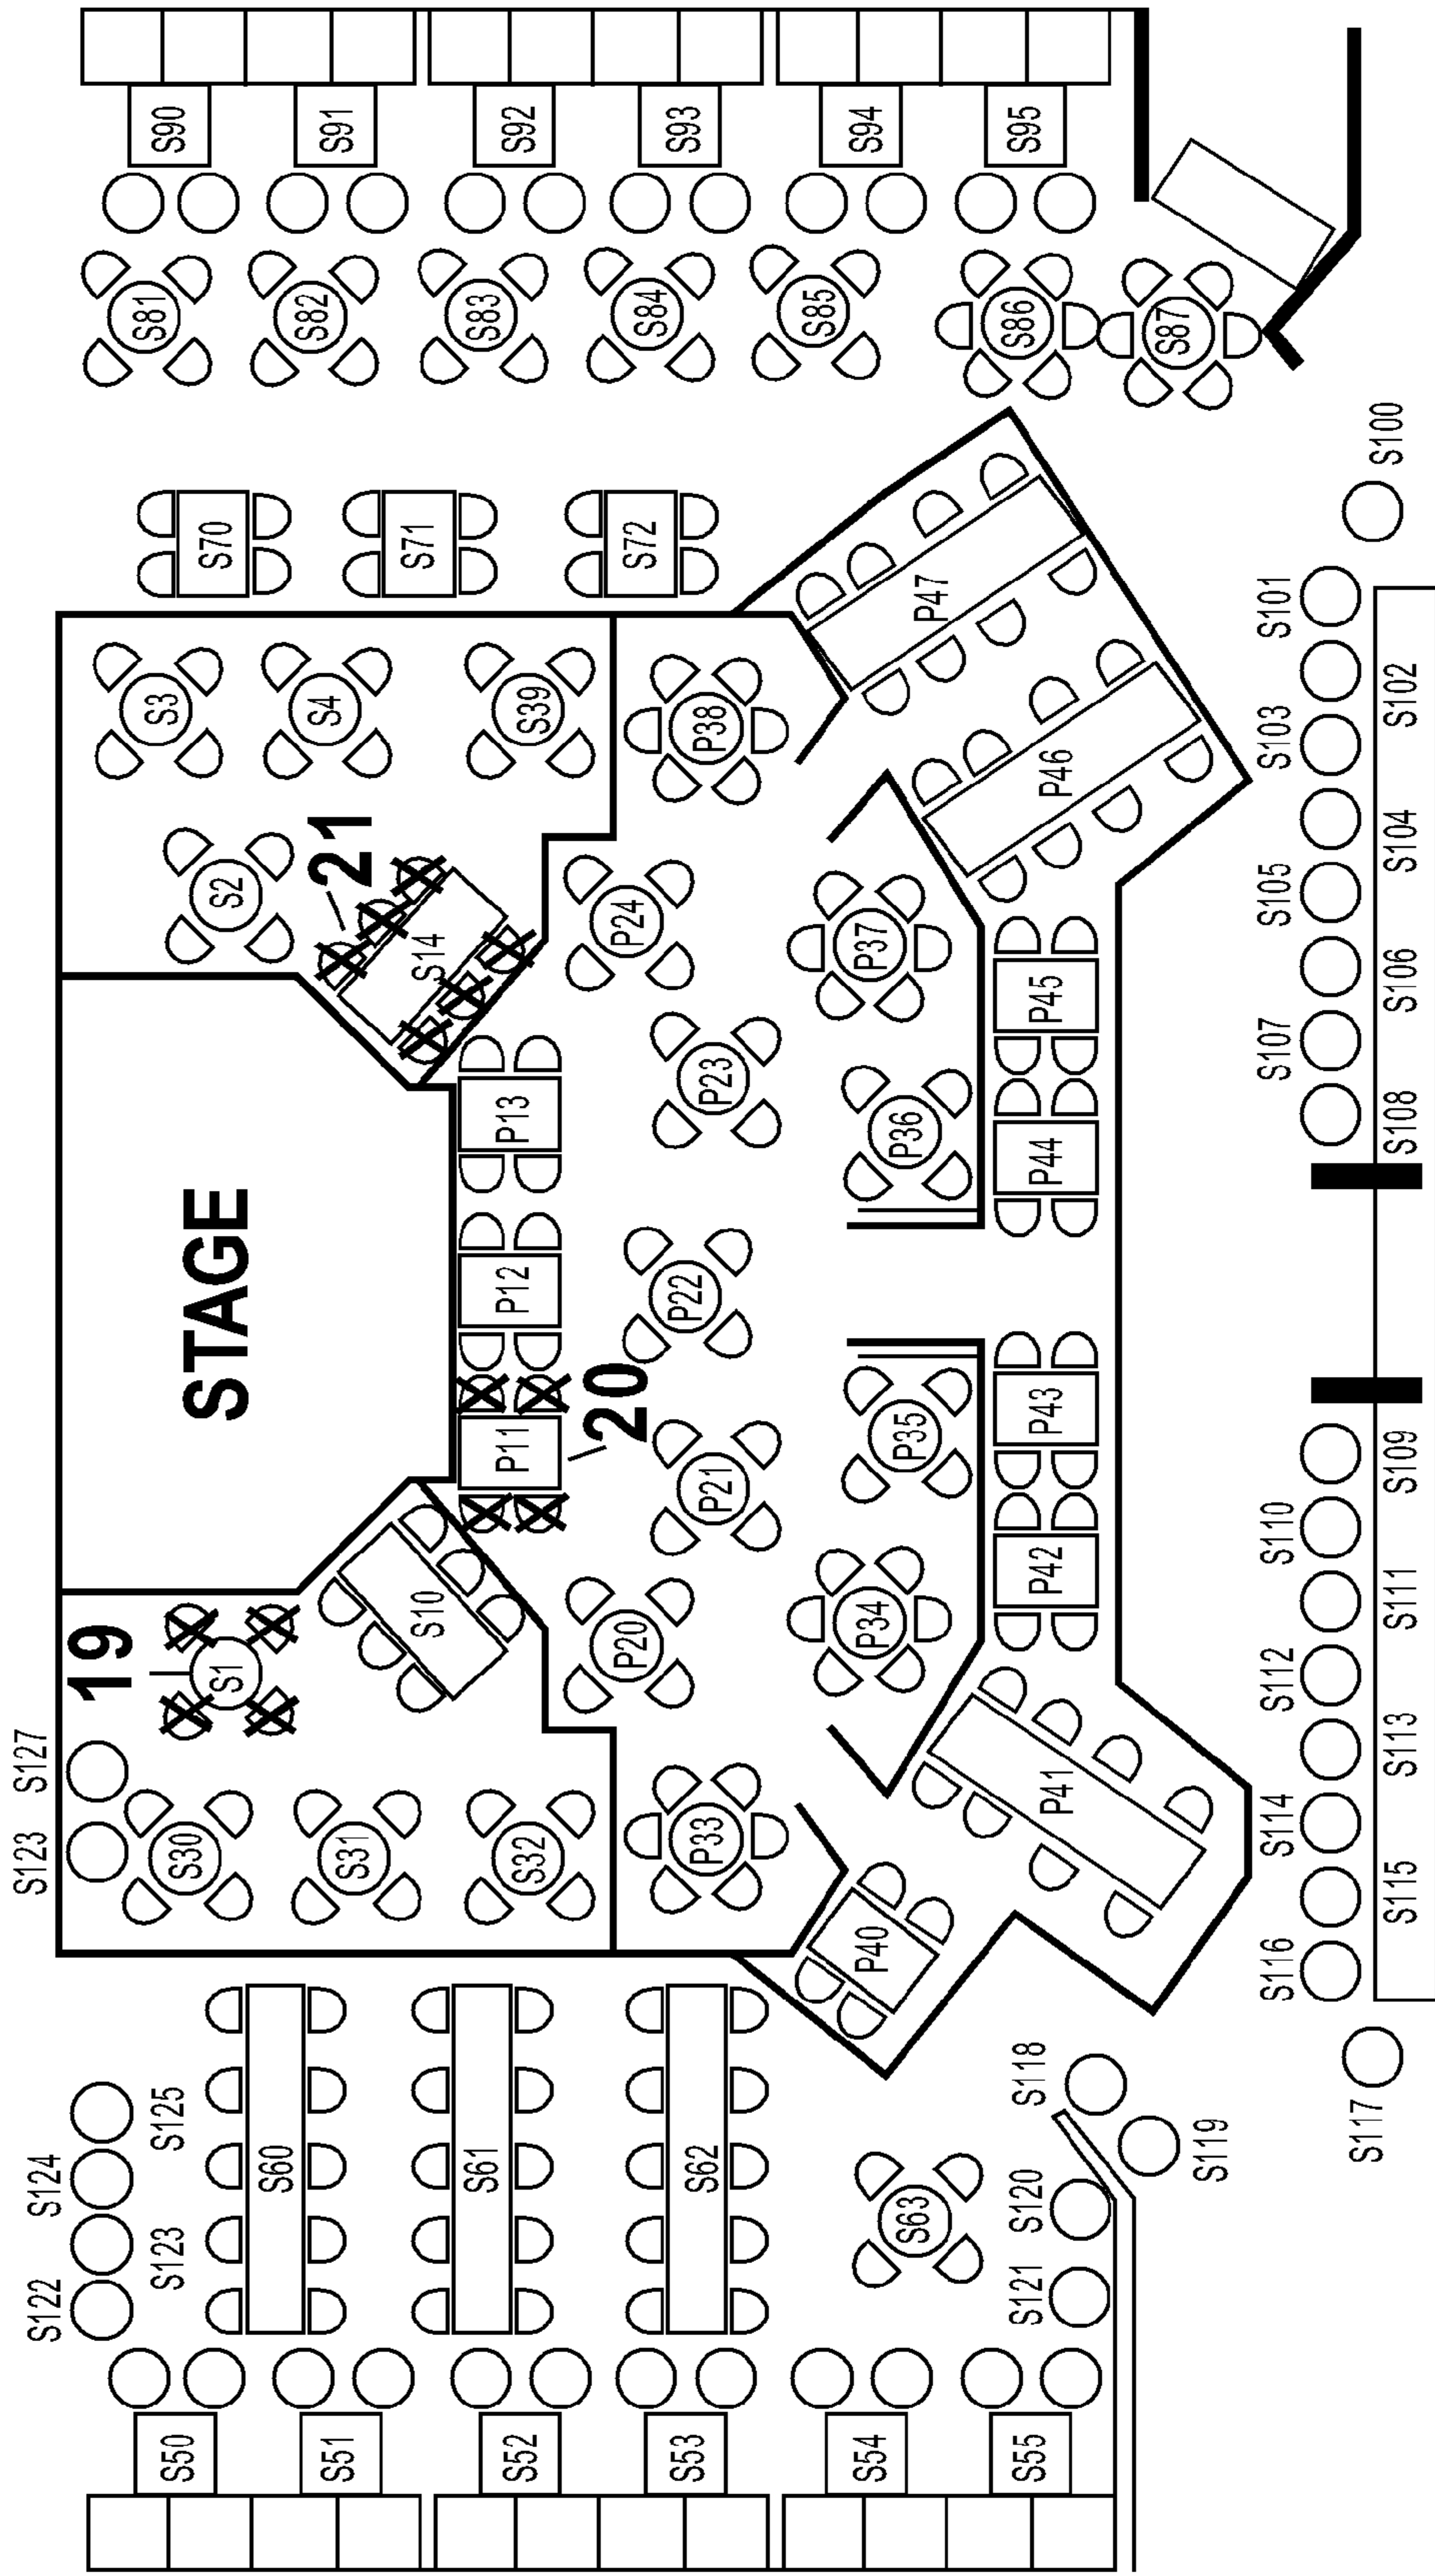 S123
S127
19
S1
S30
S31
S32
S10
STAGE
S3
S4
S39
S2
21
S14
P11
P12
P13
20
P20
P21
P22
P23
P24
P33
P34
P35
P36
P37
P38
P40
P41
P42
P43
P44
P45
P46
P47
S50
S51
S52
S53
S54
S55
S122
S123
S124
S125
S60
S61
S62
S63
S121
S120
S119
S118
S117
S116
S115
S114
S113
S112
S111
S110
S109
S108
S107
S106
S105
S104
S103
S102
S101
S100
S70
S71
S72
S81
S82
S83
S84
S85
S86
S87
S90
S91
S92
S93
S94
S95